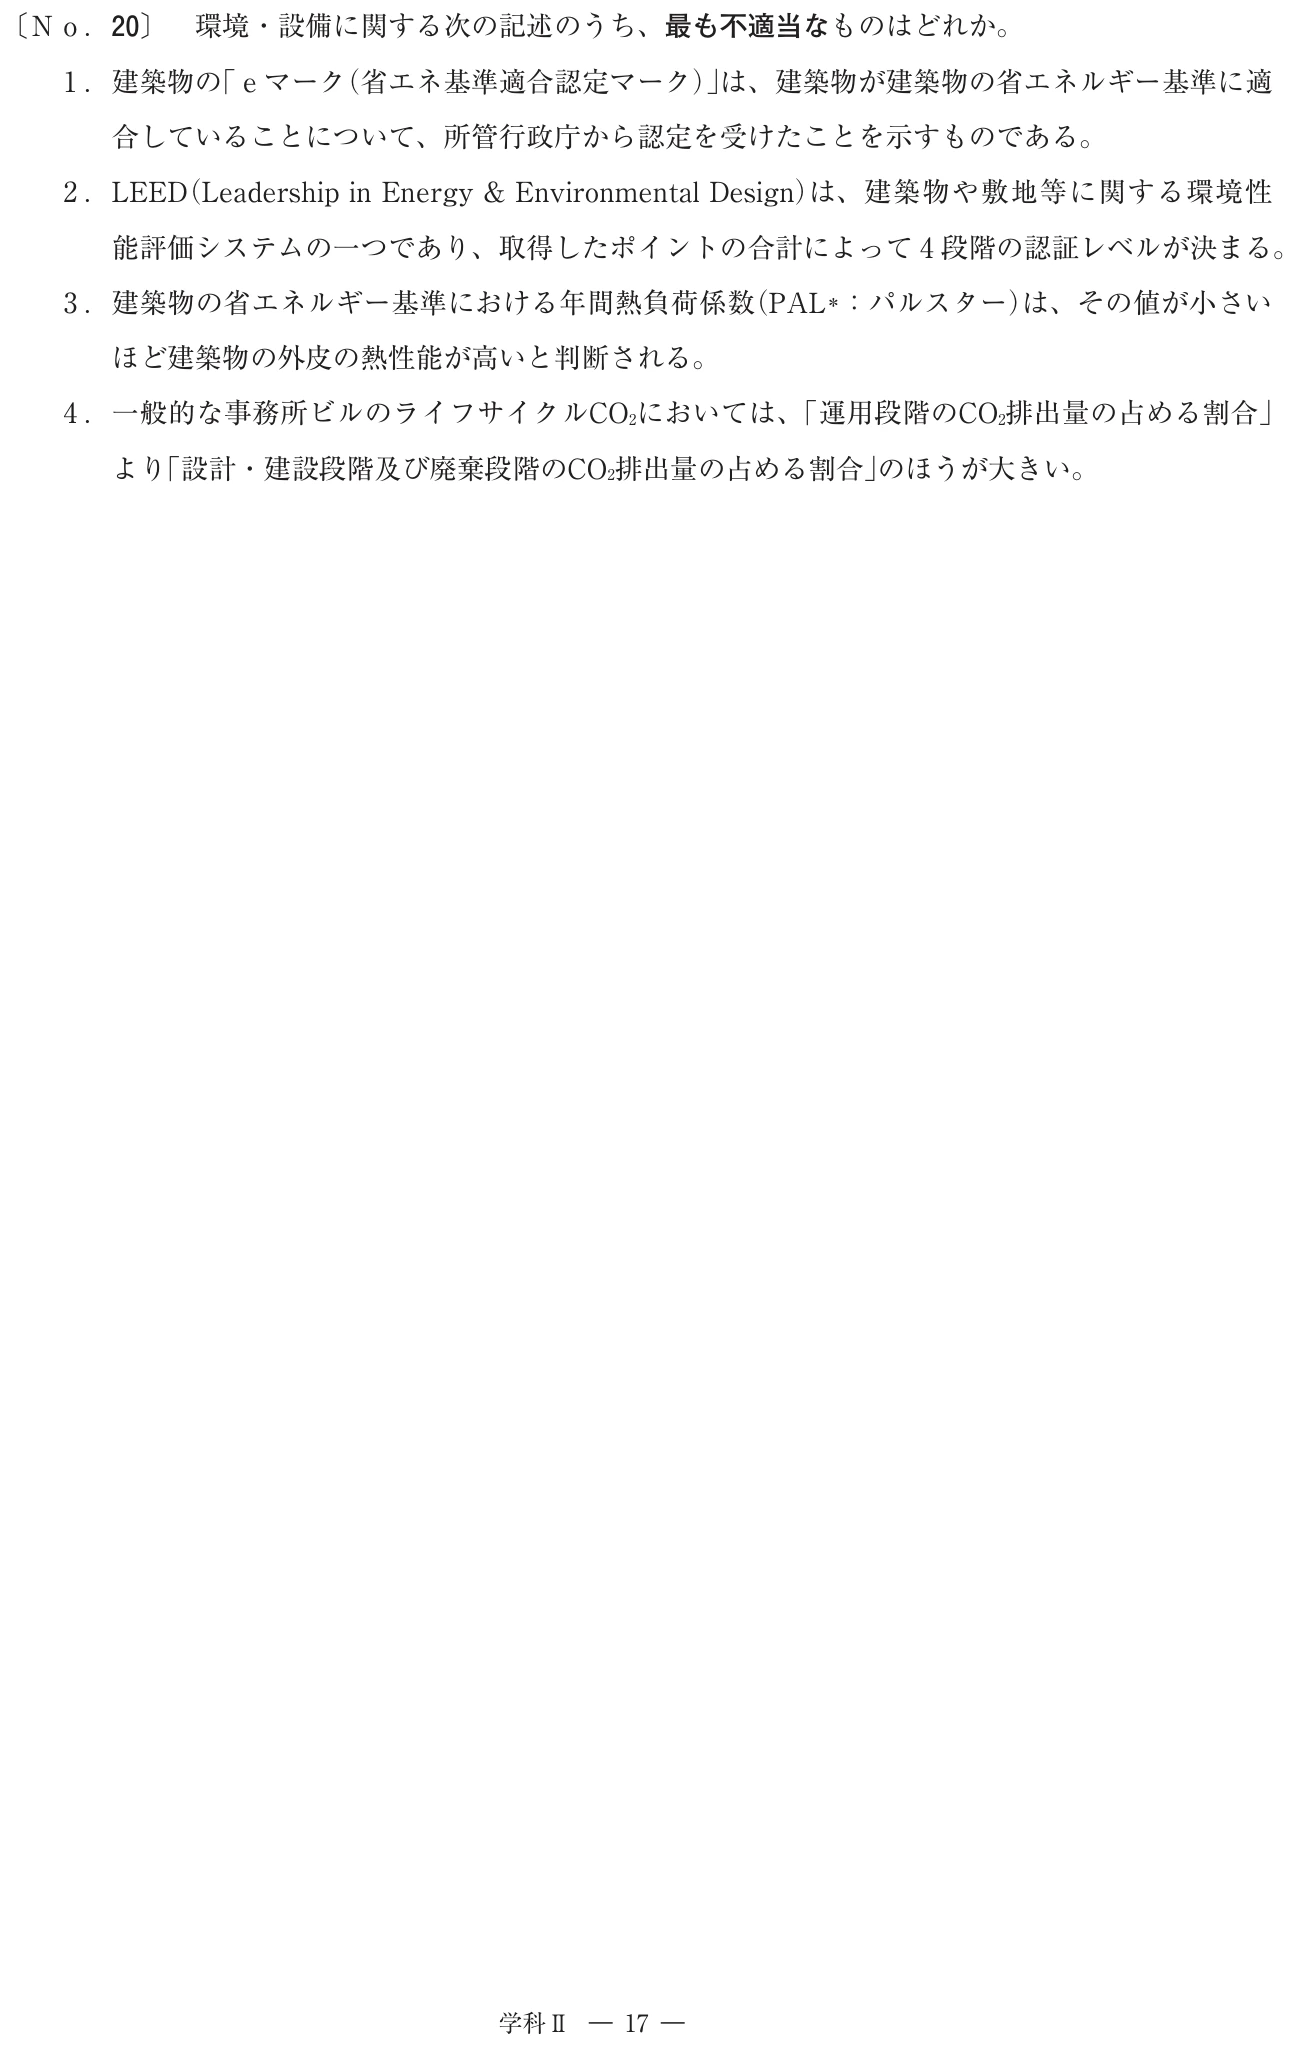 〔Ｎｏ．20〕　環境・設備に関する次の記述のうち、最も不適当なものはどれか。
１．建築物の「ｅマーク（省エネ基準適合認定マーク）」は、建築物が建築物の省エネルギー基準に適
合していることについて、所管行政庁から認定を受けたことを示すものである。
２．LEED（Leadership in Energy & Environmental Design）は、建築物や敷地等に関する環境性
能評価システムの一つであり、取得したポイントの合計によって４段階の認証レベルが決まる。
３．建築物の省エネルギー基準における年間熱負荷係数（PAL*：パルスター）は、その値が小さい
ほど建築物の外皮の熱性能が高いと判断される。
４．一般的な事務所ビルのライフサイクルCO₂においては、「運用段階のCO₂排出量の占める割合」
より「設計・建設段階及び廃棄段階のCO₂排出量の占める割合」のほうが大きい。
学科Ⅱ　― 17 ―